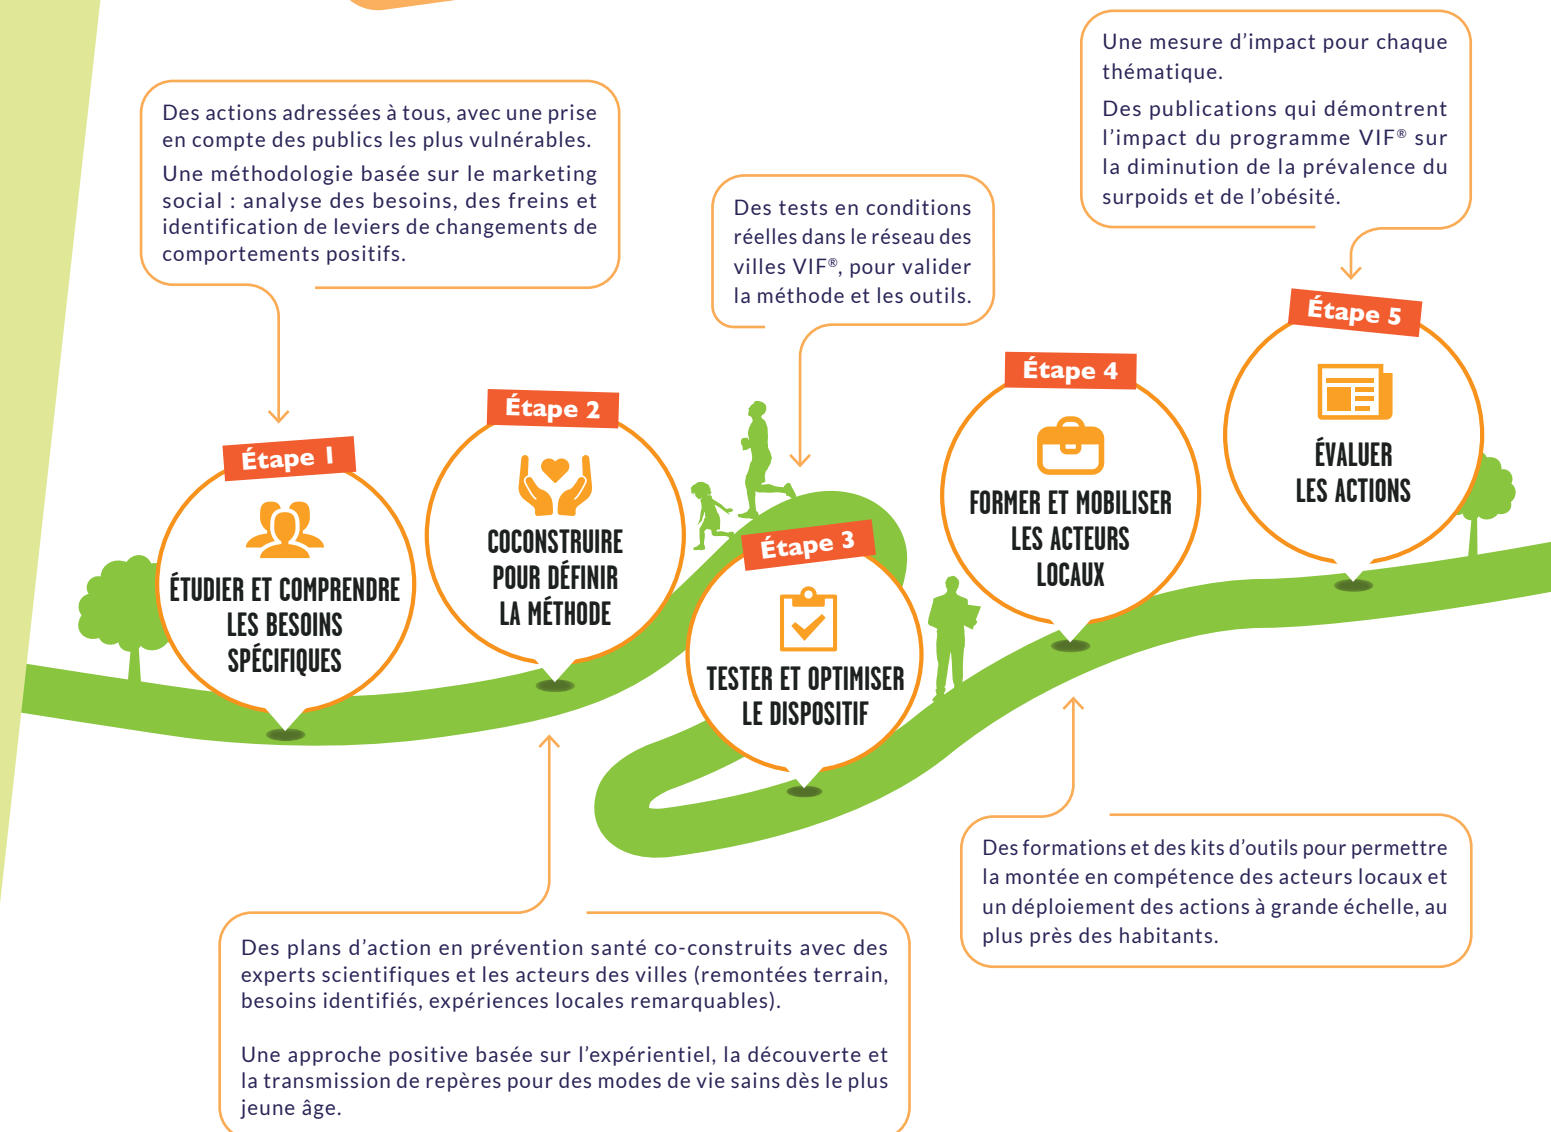 Des actions adressées à tous, avec une prise
en compte des publics les plus vulnérables.
Une méthodologie basée sur le marketing
social : analyse des besoins, des freins et
identification de leviers de changements de
comportements positifs.
Étape 1
ÉTUDIER ET COMPRENDRE
LES BESOINS
SPÉCIFIQUES
Étape 2
COCONSTRUIRE
POUR DÉFINIR
LA MÉTHODE
Des plans d’action en prévention santé co-construits avec des
experts scientifiques et les acteurs des villes (remontées terrain,
besoins identifiés, expériences locales remarquables).
Une approche positive basée sur l’expérientiel, la découverte et
la transmission de repères pour des modes de vie sains dès le plus
jeune âge.
Des tests en conditions
réelles dans le réseau des
villes VIF®, pour valider
la méthode et les outils.
Étape 3
TESTER ET OPTIMISER
LE DISPOSITIF
Étape 4
FORMER ET MOBILISER
LES ACTEURS
LOCAUX
Des formations et des kits d’outils pour permettre
la montée en compétence des acteurs locaux et
un déploiement des actions à grande échelle, au
plus près des habitants.
Une mesure d’impact pour chaque
thématique.
Des publications qui démontrent
l’impact du programme VIF® sur
la diminution de la prévalence du
surpoids et de l’obésité.
Étape 5
ÉVALUER
LES ACTIONS